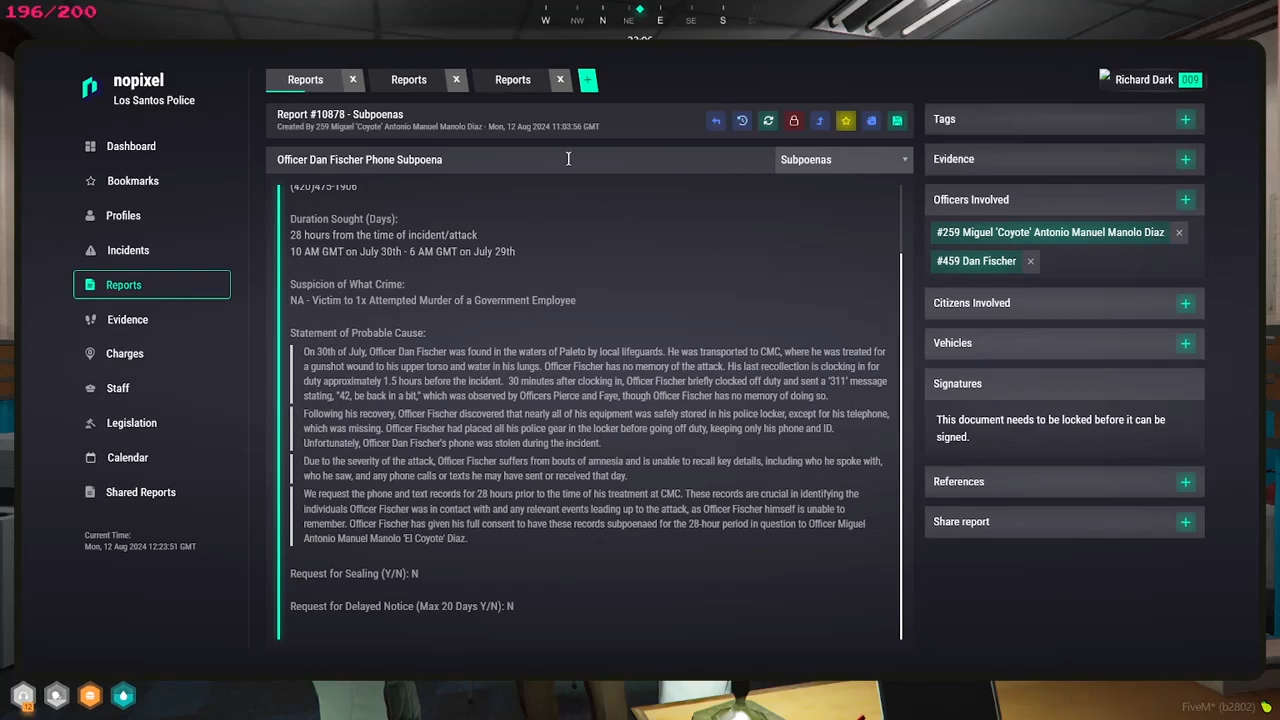 196/200
W NW N NE E SE S
nopixel
Los Santos Police
Dashboard
Bookmarks
Profiles
Incidents
Reports
Evidence
Charges
Staff
Legislation
Calendar
Shared Reports
Current Time:
Mon, 12 Aug 2024 12:23:51 GMT
Reports x Reports x Reports x +
Richard Dark 009
Report #10878 - Subpoenas
Created By 259 Miguel 'Coyote' Antonio Manuel Manolo Diaz - Mon, 12 Aug 2024 11:03:56 GMT
Officer Dan Fischer Phone Subpoena
Subpoenas
(420)475-1906
Duration Sought (Days):
28 hours from the time of incident/attack
10 AM GMT on July 30th - 6 AM GMT on July 29th
Suspicion of What Crime:
NA - Victim to 1x Attempted Murder of a Government Employee
Statement of Probable Cause:
On 30th of July, Officer Dan Fischer was found in the waters of Paleto by local lifeguards. He was transported to CMC, where he was treated for
a gunshot wound to his upper torso and water in his lungs. Officer Fischer has no memory of the attack. His last recollection is clocking in for
duty approximately 1.5 hours before the incident. 30 minutes after clocking in, Officer Fischer briefly clocked off duty and sent a '311' message
stating, "42, be back in a bit," which was observed by Officers Pierce and Faye, though Officer Fischer has no memory of doing so.
Following his recovery, Officer Fischer discovered that nearly all of his equipment was safely stored in his police locker, except for his telephone,
which was missing. Officer Fischer had placed all his police gear in the locker before going off duty, keeping only his phone and ID.
Unfortunately, Officer Dan Fischer's phone was stolen during the incident.
Due to the severity of the attack, Officer Fischer suffers from bouts of amnesia and is unable to recall key details, including who he spoke with,
who he saw, and any phone calls or texts he may have sent or received that day.
We request the phone and text records for 28 hours prior to the time of his treatment at CMC. These records are crucial in identifying the
individuals Officer Fischer was in contact with and any relevant events leading up to the attack, as Officer Fischer himself is unable to
remember. Officer Fischer has given his full consent to have these records subpoenaed for the 28-hour period in question to Officer Miguel
Antonio Manuel Manolo 'El Coyote' Diaz.
Request for Sealing (Y/N): N
Request for Delayed Notice (Max 20 Days Y/N): N
Tags +
Evidence +
Officers Involved +
#259 Miguel 'Coyote' Antonio Manuel Manolo Diaz x
#459 Dan Fischer x
Citizens Involved +
Vehicles +
Signatures
This document needs to be locked before it can be
signed.
References +
Share report +
12
FiveM* (b2802)